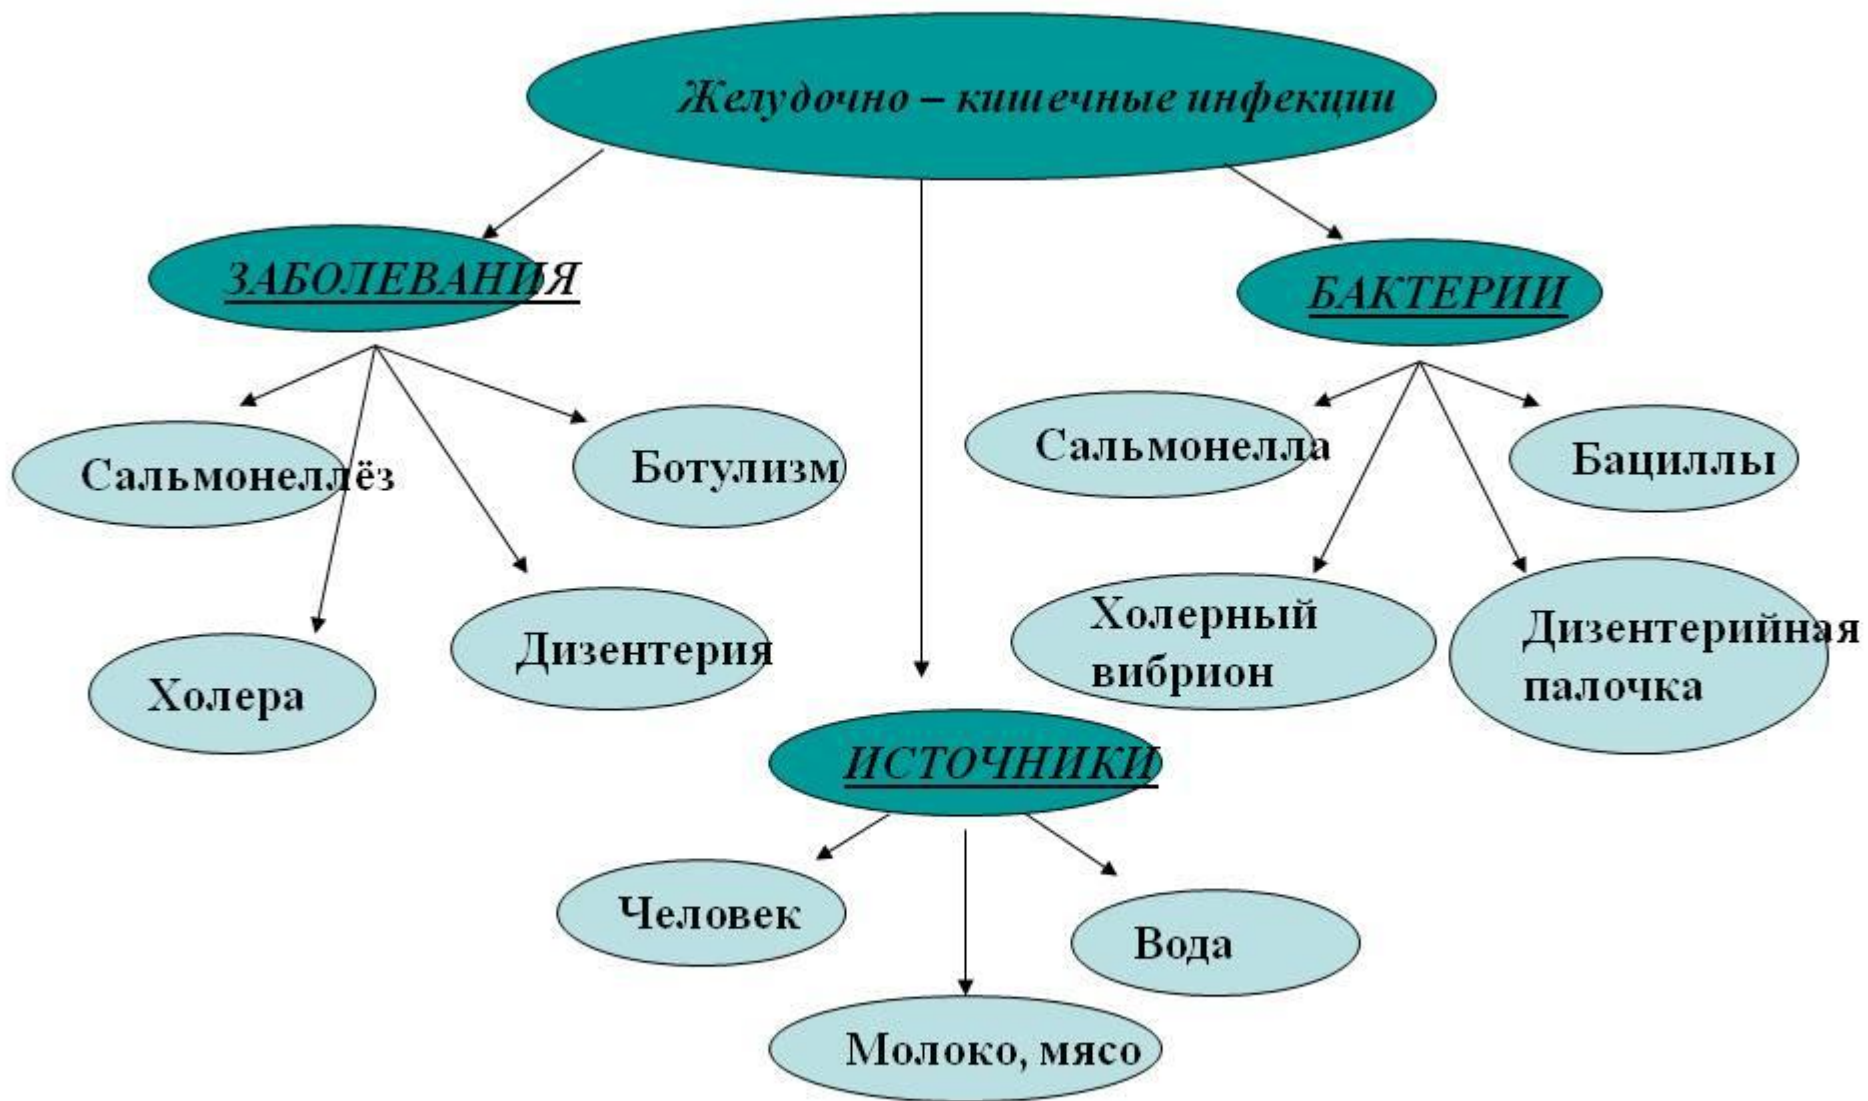 Желудочно – кишечные инфекции
ЗАБОЛЕВАНИЯ
БАКТЕРИИ
Сальмонеллёз
Ботулизм
Сальмонелла
Бациллы
Холера
Дизентерия
Холерный
вибрион
Дизентерийная
палочка
ИСТОЧНИКИ
Человек
Вода
Молоко, мясо